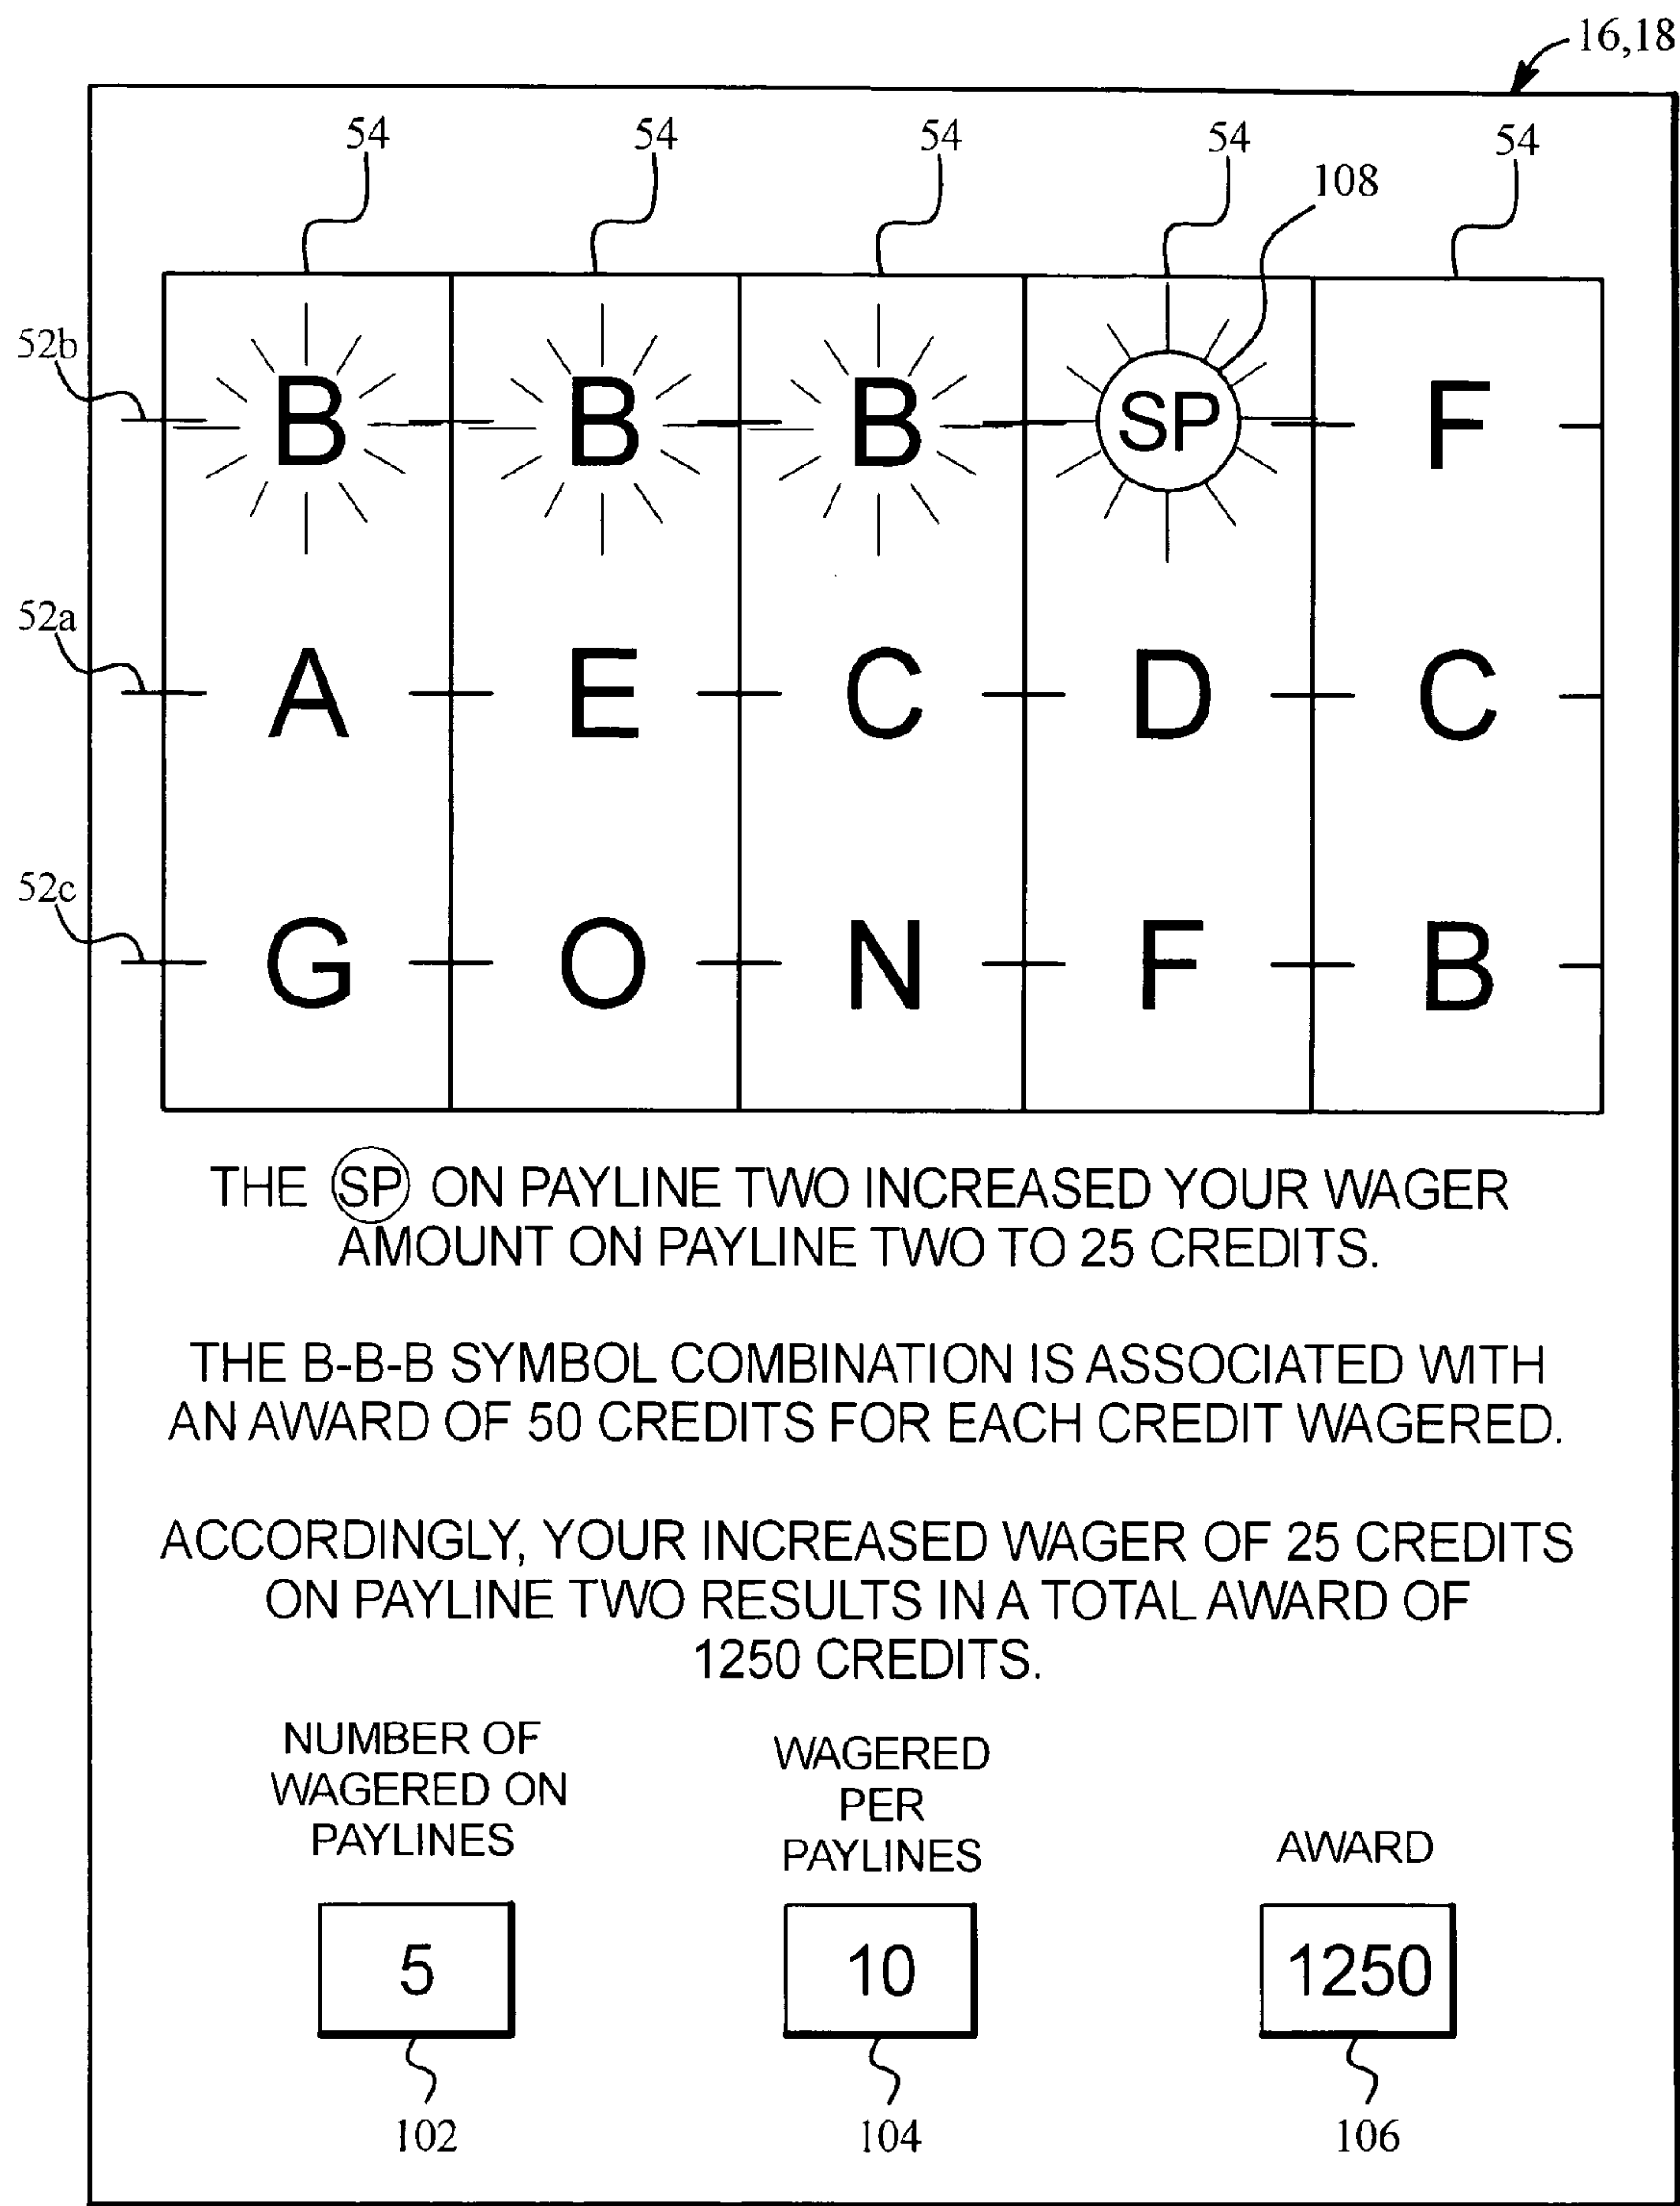 16,18
54 54 54 54 54
108
52b
B B B SP F
52a
A E C D C
52c
G O N F B
THE SP ON PAYLINE TWO INCREASED YOUR WAGER
AMOUNT ON PAYLINE TWO TO 25 CREDITS.
THE B-B-B SYMBOL COMBINATION IS ASSOCIATED WITH
AN AWARD OF 50 CREDITS FOR EACH CREDIT WAGERED.
ACCORDINGLY, YOUR INCREASED WAGER OF 25 CREDITS
ON PAYLINE TWO RESULTS IN A TOTAL AWARD OF
1250 CREDITS.
NUMBER OF
WAGERED ON
PAYLINES
WAGERED
PER
PAYLINES
AWARD
5 10 1250
102 104 106